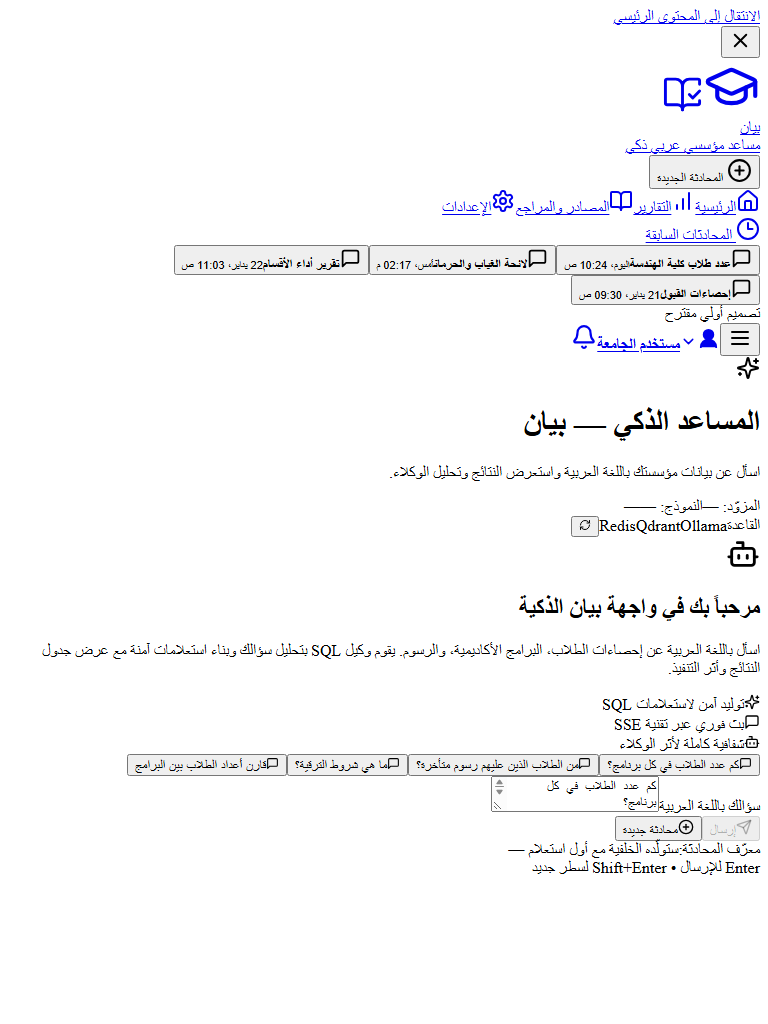 الانتقال إلى المحتوى الرئيسي
بيان
مساعد مؤسسي عربي ذكي
المحادثة الجديدة
الرئيسية التقارير المصادر والمراجع الإعدادات
المحادثات السابقة
عدد طلاب كلية الهندسة اليوم، 10:24 ص لائحة الغياب والحرمان أمس، 02:17 م تقرير أداء الأقسام 22 يناير، 11:03 ص
إحصاءات القبول 21 يناير، 09:30 ص
تصميم أولي مقترح
مستخدم الجامعة
المساعد الذكي — بيان
اسأل عن بيانات مؤسستك باللغة العربية واستعرض النتائج وتحليل الوكلاء.
المزوّد: —النموذج: ——
القاعدةRedisQdrantOllama
مرحباً بك في واجهة بيان الذكية
اسأل باللغة العربية عن إحصاءات الطلاب، البرامج الأكاديمية، والرسوم. يقوم وكيل SQL بتحليل سؤالك وبناء استعلامات آمنة مع عرض جدول
النتائج وأثر التنفيذ.
توليد آمن لاستعلامات SQL
بث فوري عبر تقنية SSE
شفافية كاملة لأثر الوكلاء
كم عدد الطلاب في كل برنامج؟ من الطلاب الذين عليهم رسوم متأخرة؟ ما هي شروط الترقية؟ قارن أعداد الطلاب بين البرامج
سؤالك باللغة العربية كم عدد الطلاب في كل
برنامج؟
إرسال محادثة جديدة
معرّف المحادثة:ستولّده الخلفية مع أول استعلام —
Enter للإرسال • Shift+Enter لسطر جديد